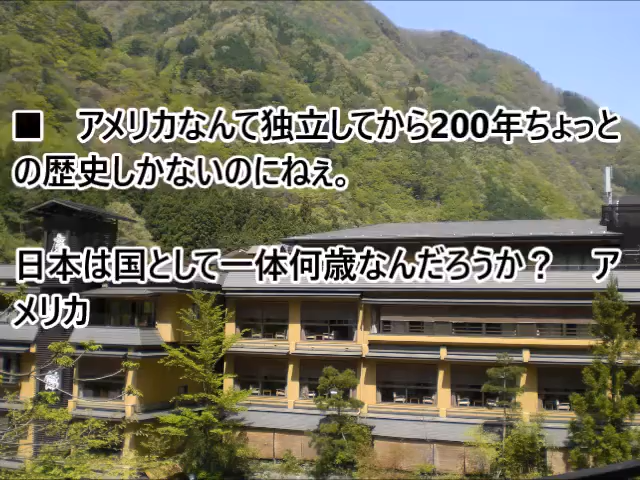 ■　アメリカなんて独立してから200年ちょっと
の歴史しかないのにねぇ。
日本は国として一体何歳なんだろうか？　ア
メリカ